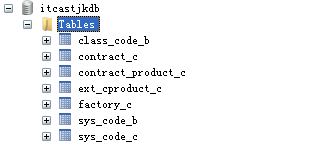 itcastjkdb
Tables
class_code_b
contract_c
contract_product_c
ext_cproduct_c
factory_c
sys_code_b
sys_code_c